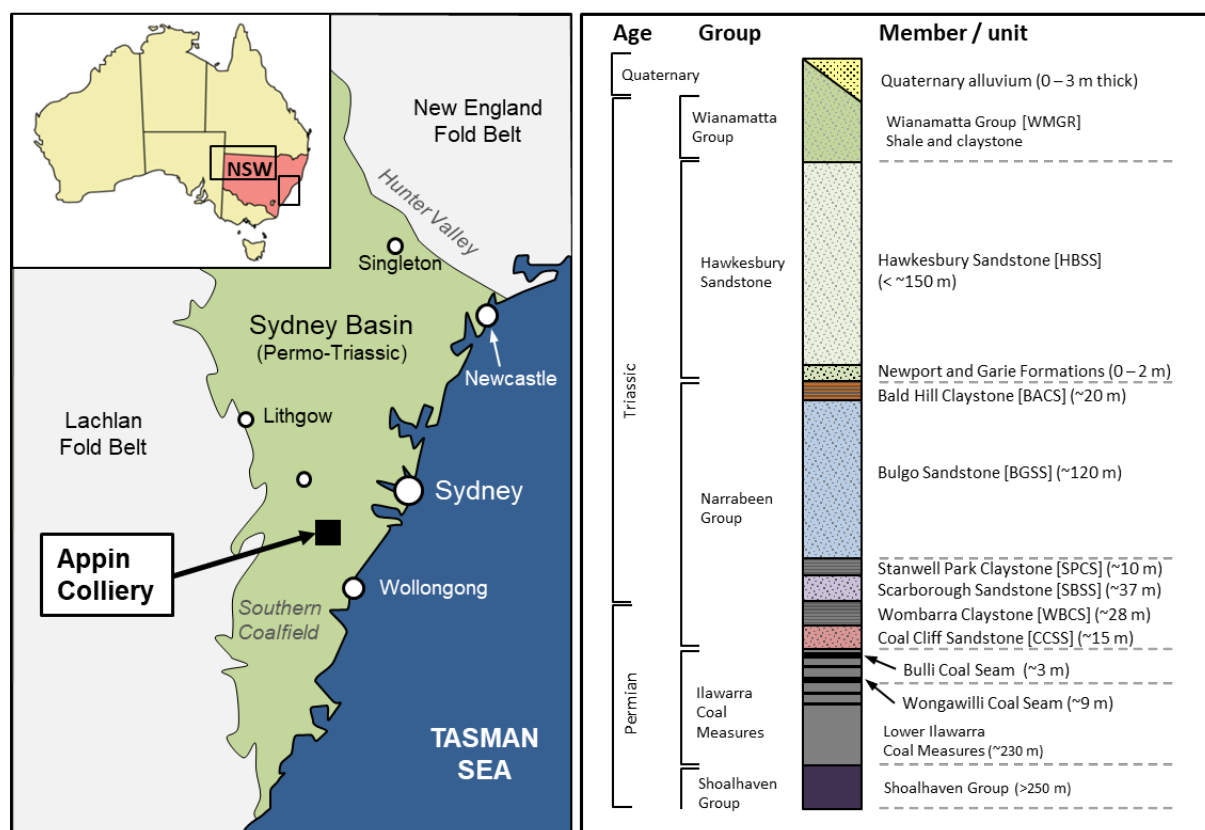 NSW
New England
Fold Belt
Hunter Valley
Singleton
Sydney Basin
(Permo-Triassic)
Newcastle
Lachlan
Fold Belt
Lithgow
Sydney
Appin
Colliery
Wollongong
Southern
Coalfield
TASMAN
SEA
Age Group Member / unit
Quaternary
Quaternary alluvium (0 – 3 m thick)
Wianamatta
Group
Wianamatta Group [WMGR]
Shale and claystone
Triassic
Hawkesbury
Sandstone
Hawkesbury Sandstone [HBSS]
(< ~150 m)
Newport and Garie Formations (0 – 2 m)
Bald Hill Claystone [BACS] (~20 m)
Narrabeen
Group
Bulgo Sandstone [BGSS] (~120 m)
Stanwell Park Claystone [SPCS] (~10 m)
Scarborough Sandstone [SBSS] (~37 m)
Wombarra Claystone [WBCS] (~28 m)
Coal Cliff Sandstone [CCSS] (~15 m)
Permian
Ilawarra
Coal
Measures
Bulli Coal Seam (~3 m)
Wongawilli Coal Seam (~9 m)
Lower Ilawarra
Coal Measures (~230 m)
Shoalhaven
Group
Shoalhaven Group (>250 m)